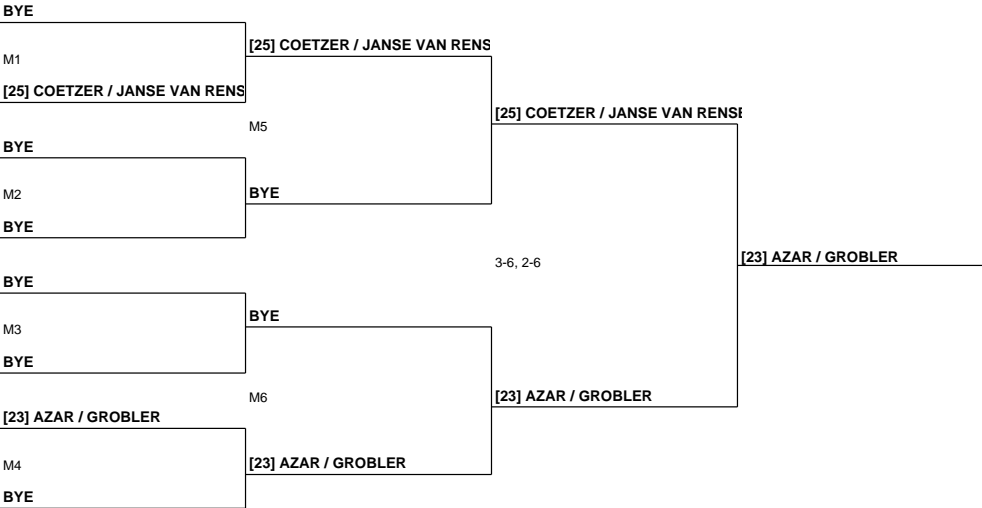 BYE
M1
[25] COETZER / JANSE VAN RENS
[25] COETZER / JANSE VAN RENS
M5
BYE
M2
BYE
BYE
[25] COETZER / JANSE VAN RENSE
3-6, 2-6
[23] AZAR / GROBLER
BYE
M3
BYE
BYE
M6
[23] AZAR / GROBLER
[23] AZAR / GROBLER
M4
BYE
[23] AZAR / GROBLER